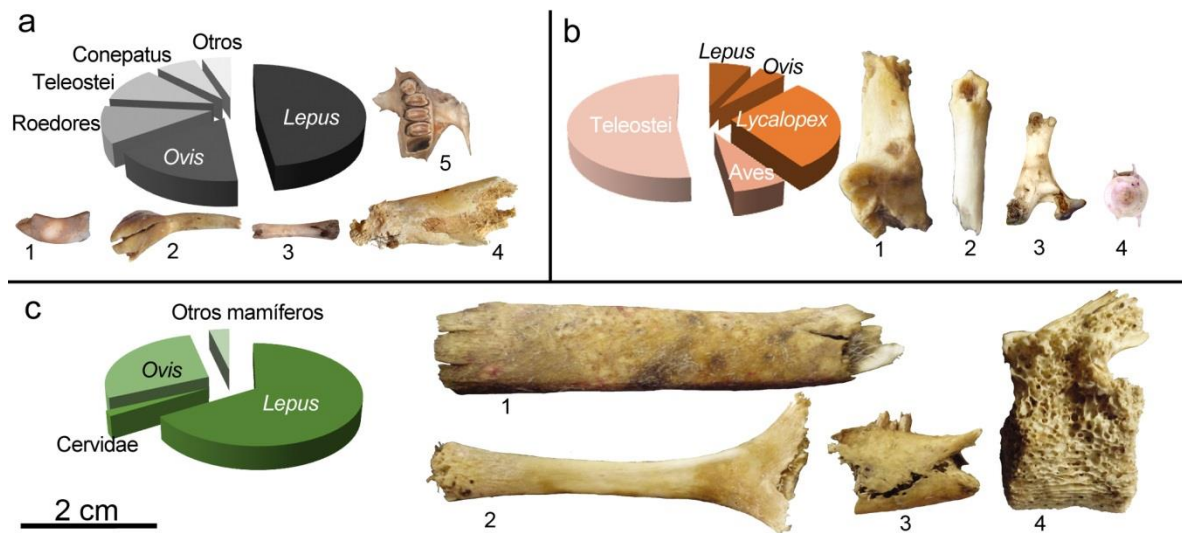 a
Otros
Conepatus
Teleostei
Roedores
Ovis
Lepus
5
1
2
3
4
b
Lepus
Ovis
Lycalopex
Teleostei
Aves
1
2
3
4
c
Otros mamíferos
Ovis
Lepus
Cervidae
2 cm
1
2
3
4